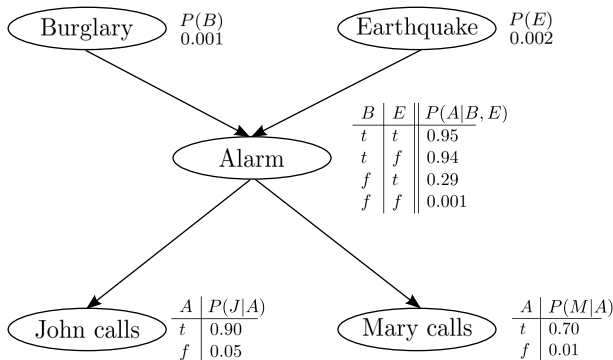 Burglary P(B)
0.001
Earthquake P(E)
0.002
B E P(A|B, E)
t t 0.95
t f 0.94
f t 0.29
f f 0.001
Alarm
John calls
A P(J|A)
t 0.90
f 0.05
Mary calls
A P(M|A)
t 0.70
f 0.01